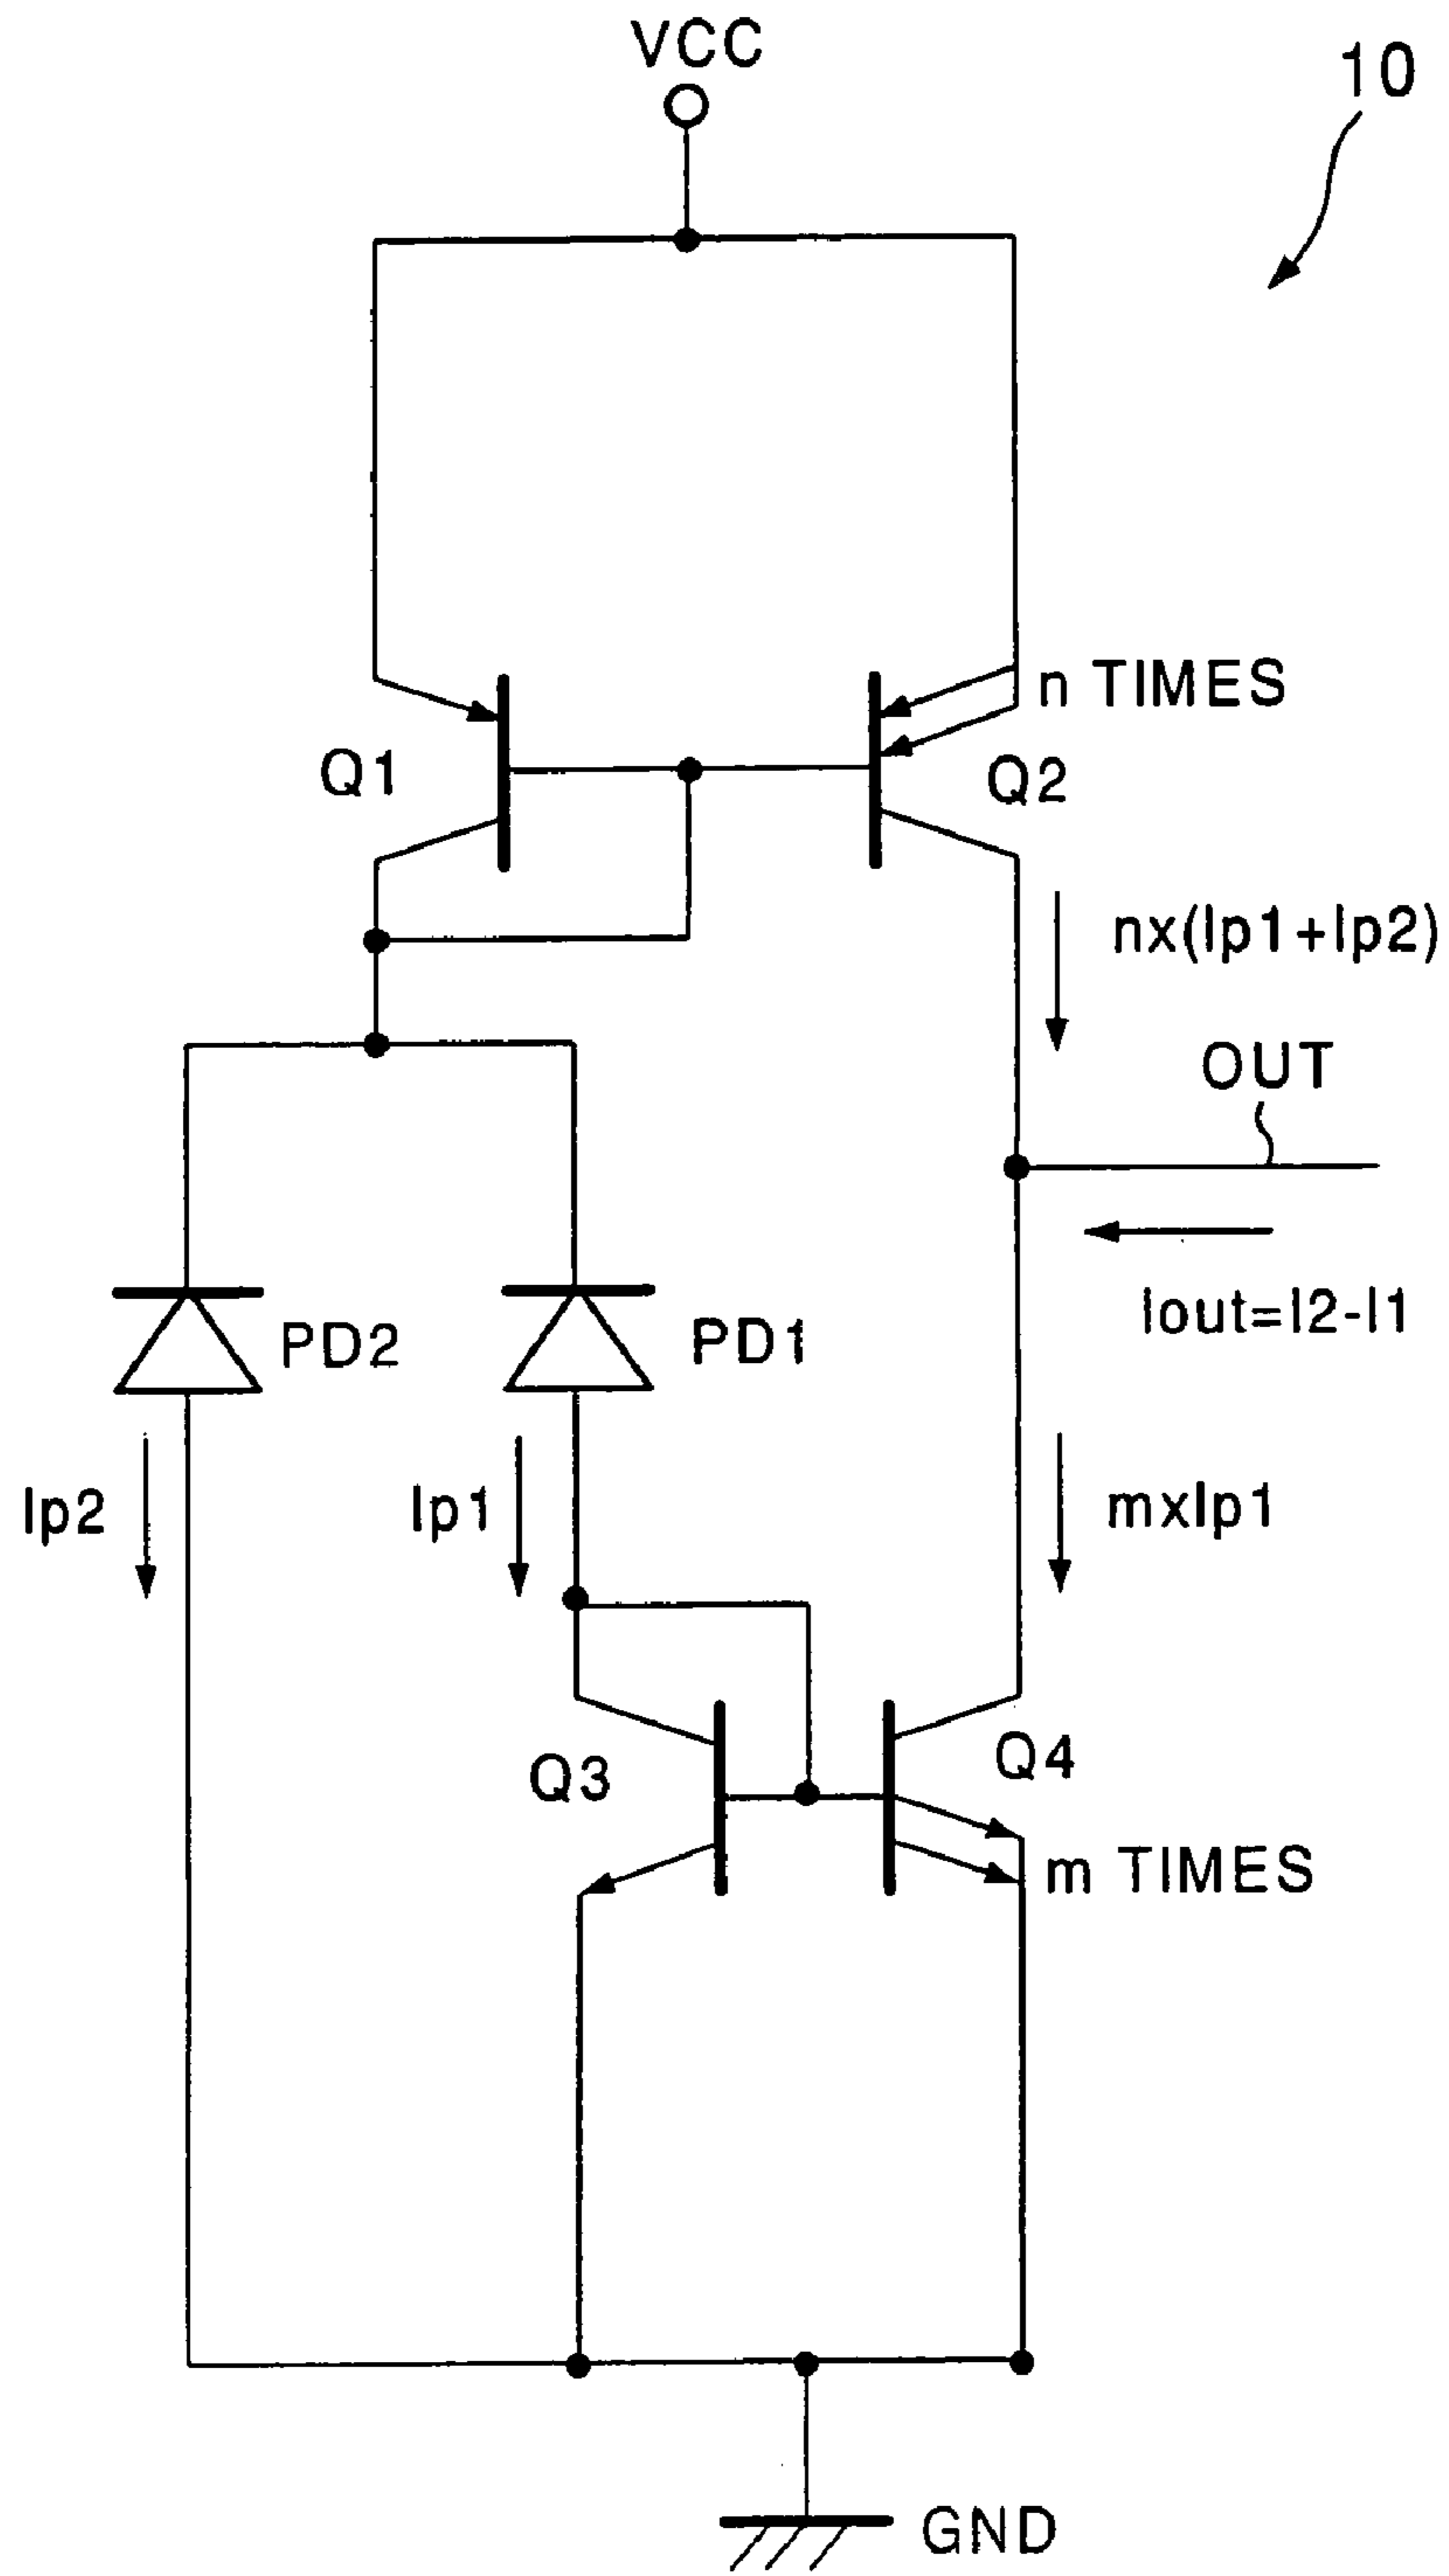 VCC
10
n TIMES
Q1
Q2
nx(Ip1+Ip2)
OUT
Iout=I2-I1
PD2
PD1
Ip2
Ip1
mxIp1
Q3
Q4
m TIMES
GND